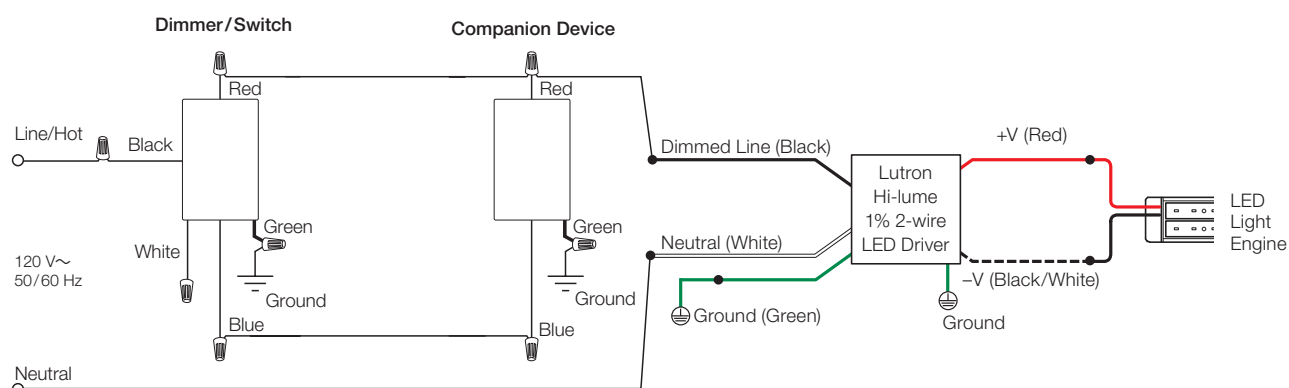 Dimmer/Switch
Companion Device
Red
Red
Line/Hot
Black
Dimmed Line (Black)
+V (Red)
Lutron
Hi-lume
1% 2-wire
LED Driver
LED
Light
Engine
Green
Green
White
Neutral (White)
120 V~
50/60 Hz
–V (Black/White)
Ground
Ground
Ground (Green)
Ground
Blue
Blue
Neutral